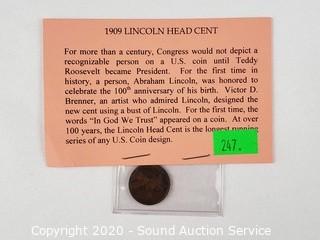 1909 LINCOLN HEAD CENT
For more than a century, Congress would not depict a
recognizable person on a U.S. coin until Teddy
Roosevelt became President. For the first time in
history, a person, Abraham Lincoln, was honored to
celebrate the 100th anniversary of his birth. Victor D.
Brenner, an artist who admired Lincoln, designed the
new cent using a bust of Lincoln. For the first time, the
words “In God We Trust” appeared on a coin. At over
100 years, the Lincoln Head Cent is the longest running
series of any U.S. Coin design.
247.
Copyright 2020 - Sound Auction Service